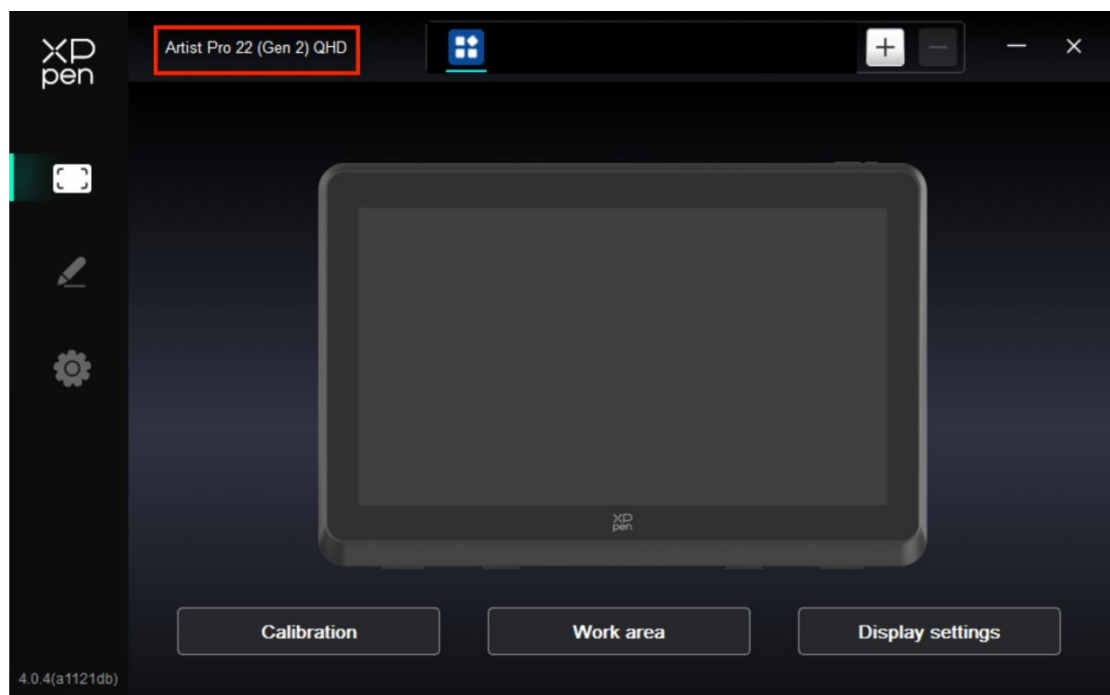 XP
pen
Artist Pro 22 (Gen 2) QHD
XP
pen
Calibration
Work area
Display settings
4.0.4(a1121db)